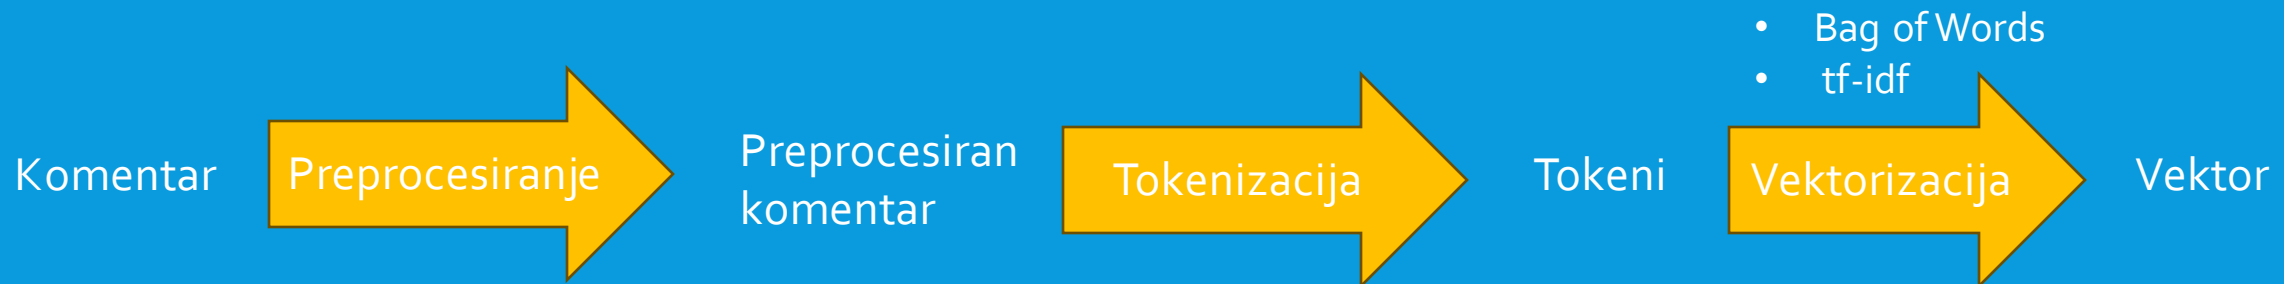 Komentar
Preprocesiranje
Preprocesiran
komentar
Tokenizacija
Tokeni
• Bag of Words
• tf-idf
Vektorizacija
Vektor